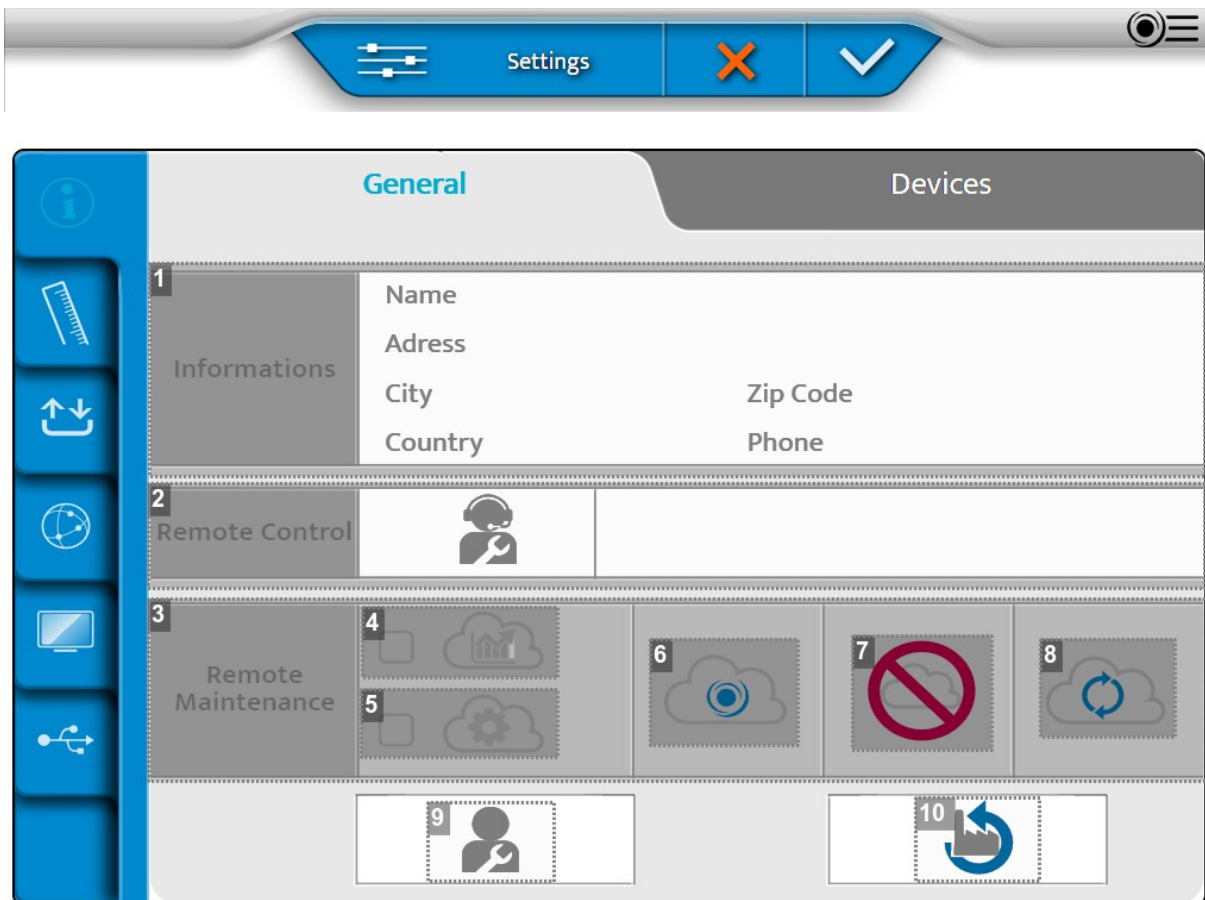 Settings
General
Devices
1
Informations
Name
Adress
City
Zip Code
Country
Phone
2
Remote Control
3
Remote
Maintenance
4
5
6
7
8
9
10